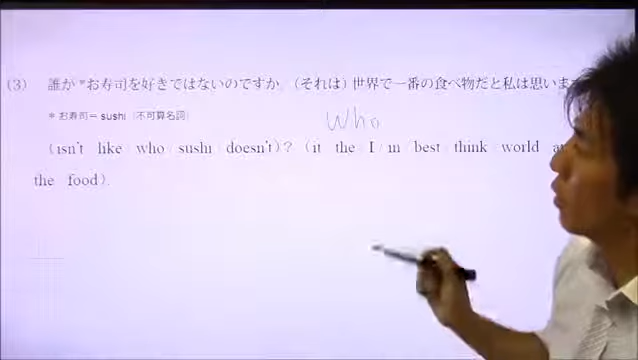 (3) 誰が*お寿司を好きではないのですか。(それは)世界で一番の食べ物だと私は思いま
*お寿司=sushi(不可算名詞)
Who
(isn't / like / who / sushi / doesn't)? (it / the / I / in / best / think / world /
the / food).